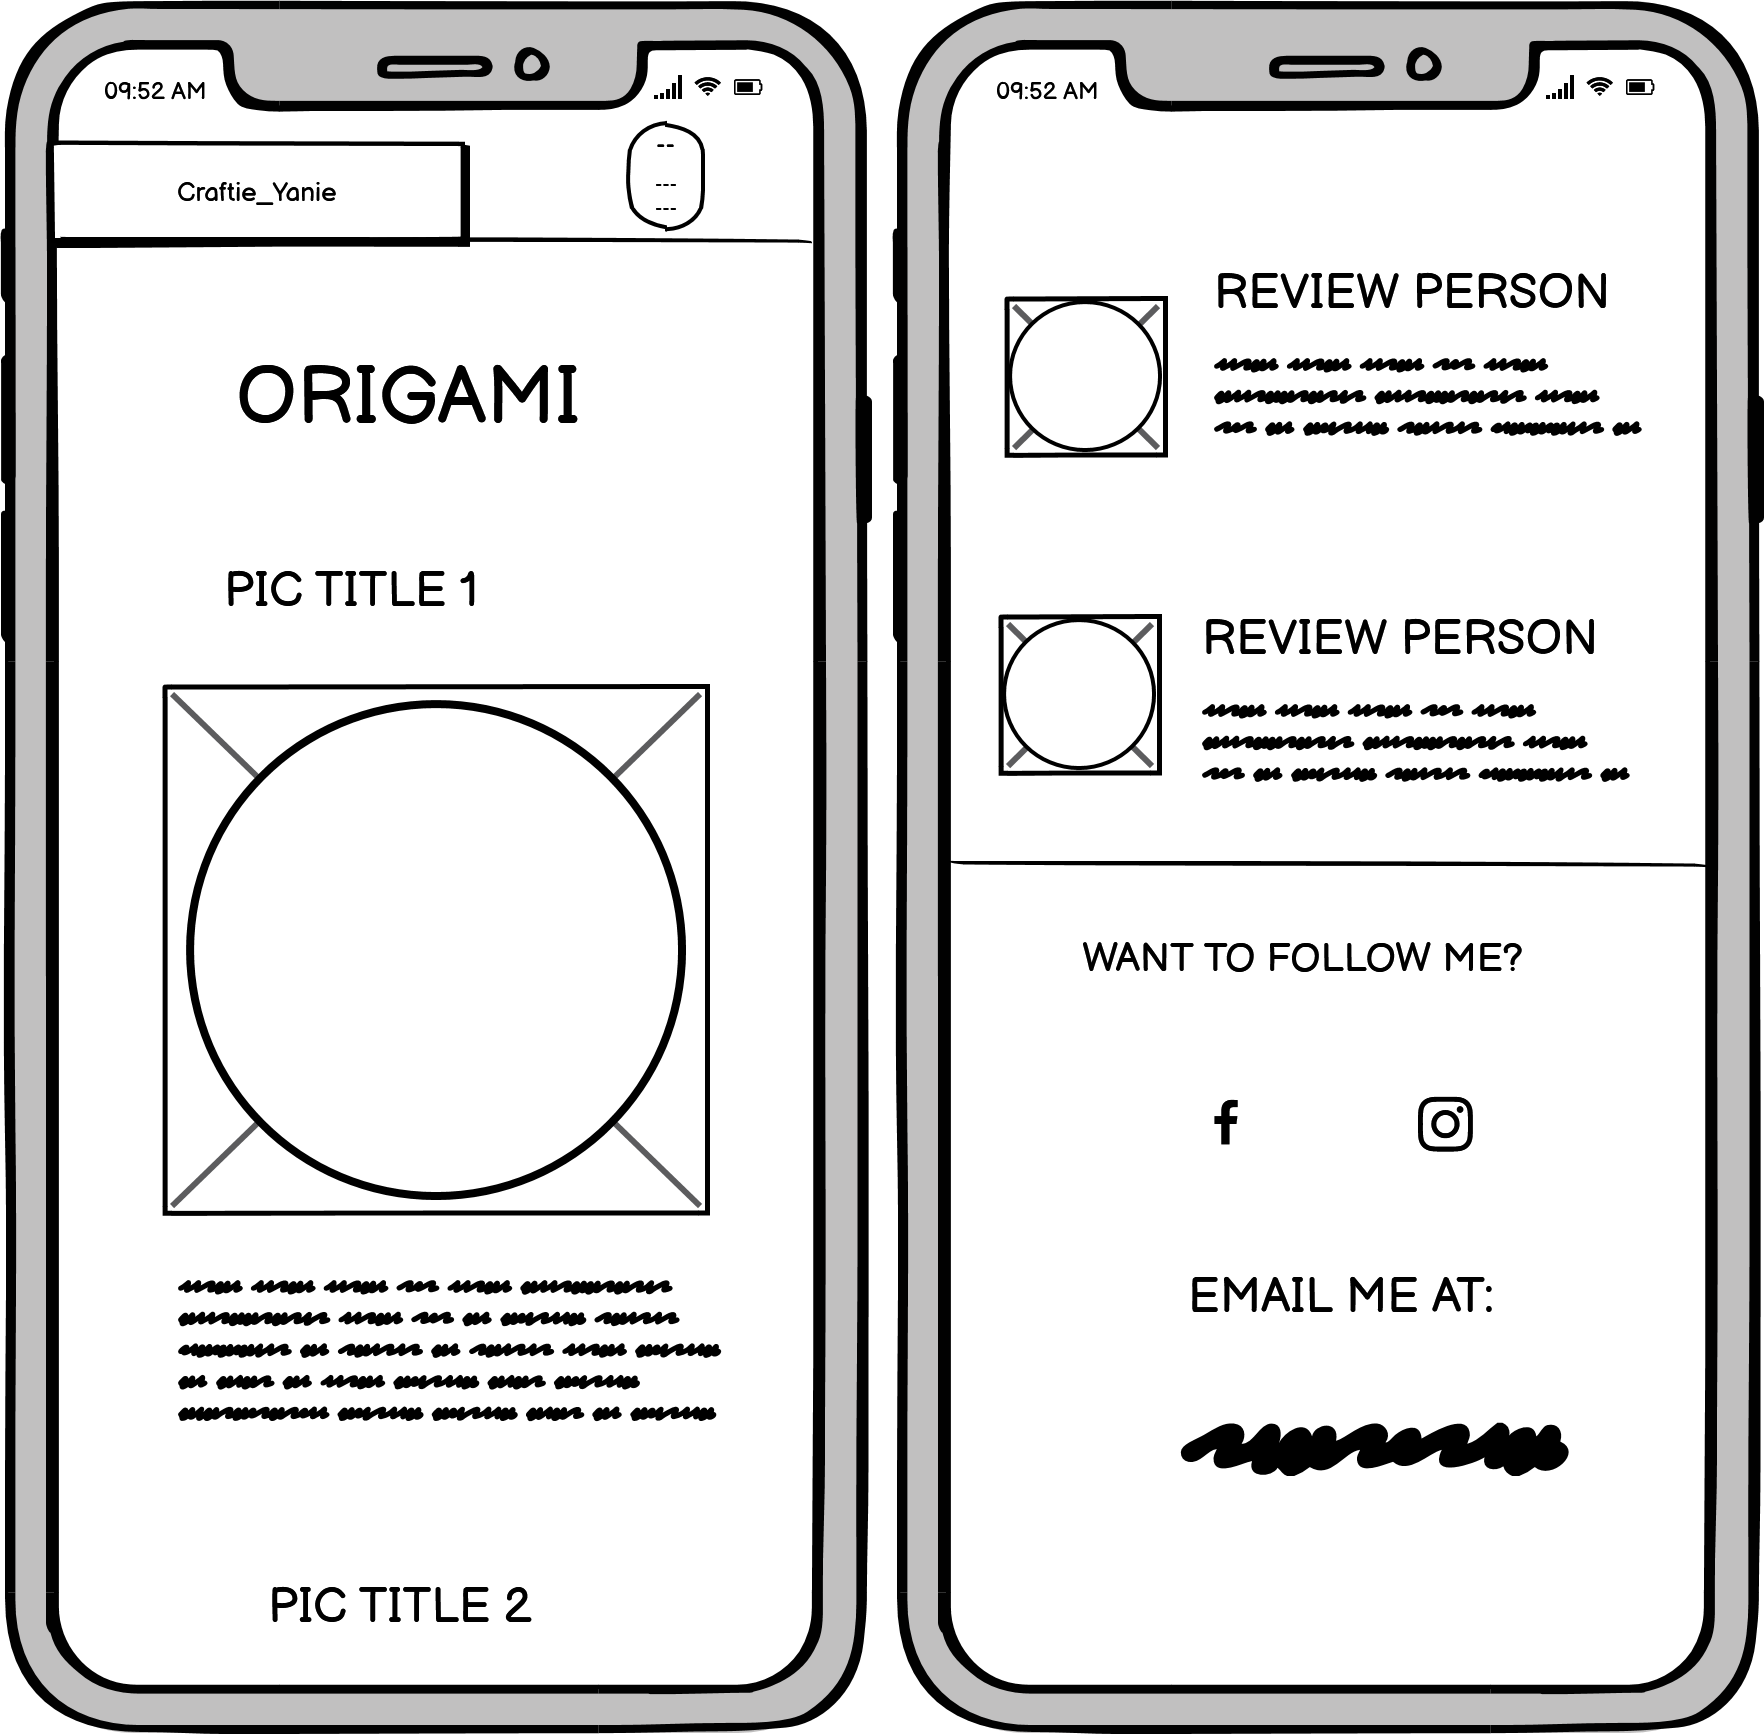 09:52 AM
Craftie_Yanie
ORIGAMI
PIC TITLE 1
PIC TITLE 2
09:52 AM
REVIEW PERSON
REVIEW PERSON
WANT TO FOLLOW ME?
EMAIL ME AT: